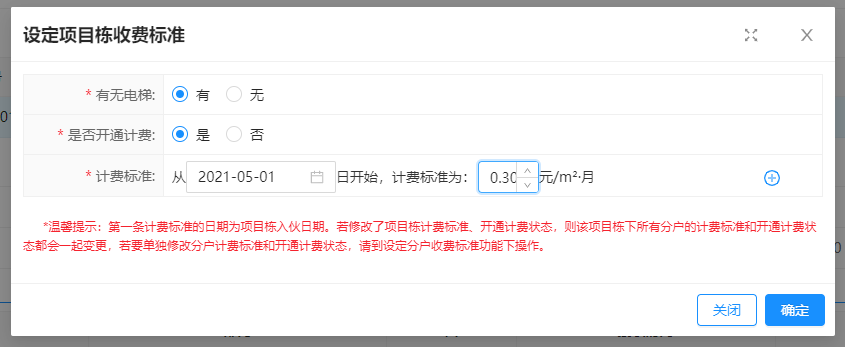 设定项目栋收费标准
* 有无电梯: 有 无
* 是否开通计费: 是 否
* 计费标准: 从 2021-05-01 日开始，计费标准为： 0.30 元/m²·月
*温馨提示：第一条计费标准的日期为项目栋入伙日期。若修改了项目栋计费标准、开通计费状态，则该项目栋下所有分户的计费标准和开通计费状
态都会一起变更，若要单独修改分户计费标准和开通计费状态，请到设定分户收费标准功能下操作。
关闭 确定